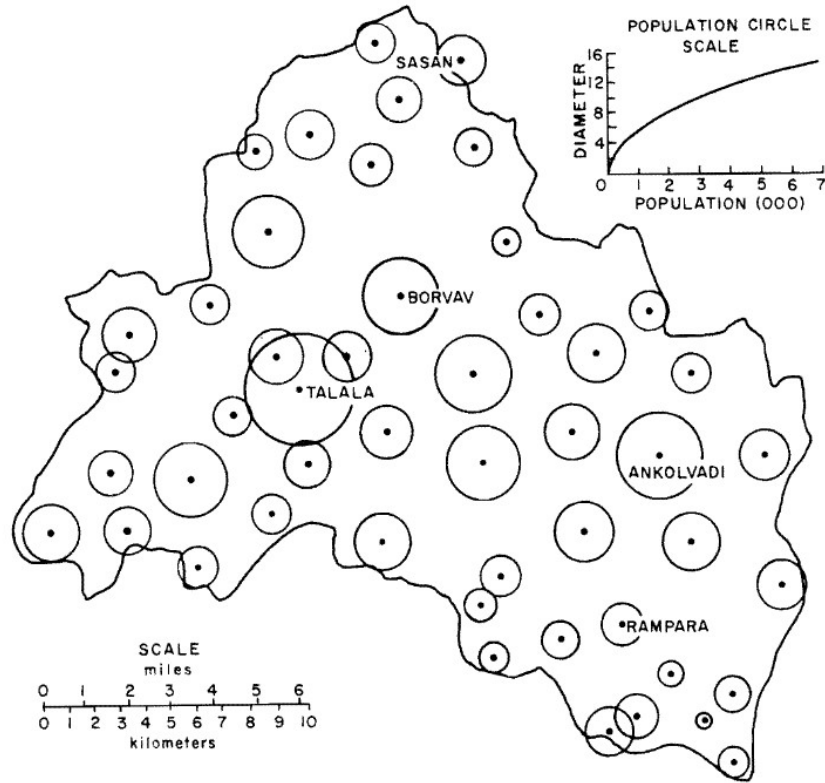 POPULATION CIRCLE
SCALE
DIAMETER
16
12
8
4
0 1 2 3 4 5 6 7
POPULATION (000)
SASAN
BORVAV
TALALA
ANKOLVADI
RAMPARA
SCALE
miles
0 1 2 3 4 5 6
0 1 2 3 4 5 6 7 8 9 10
kilometers